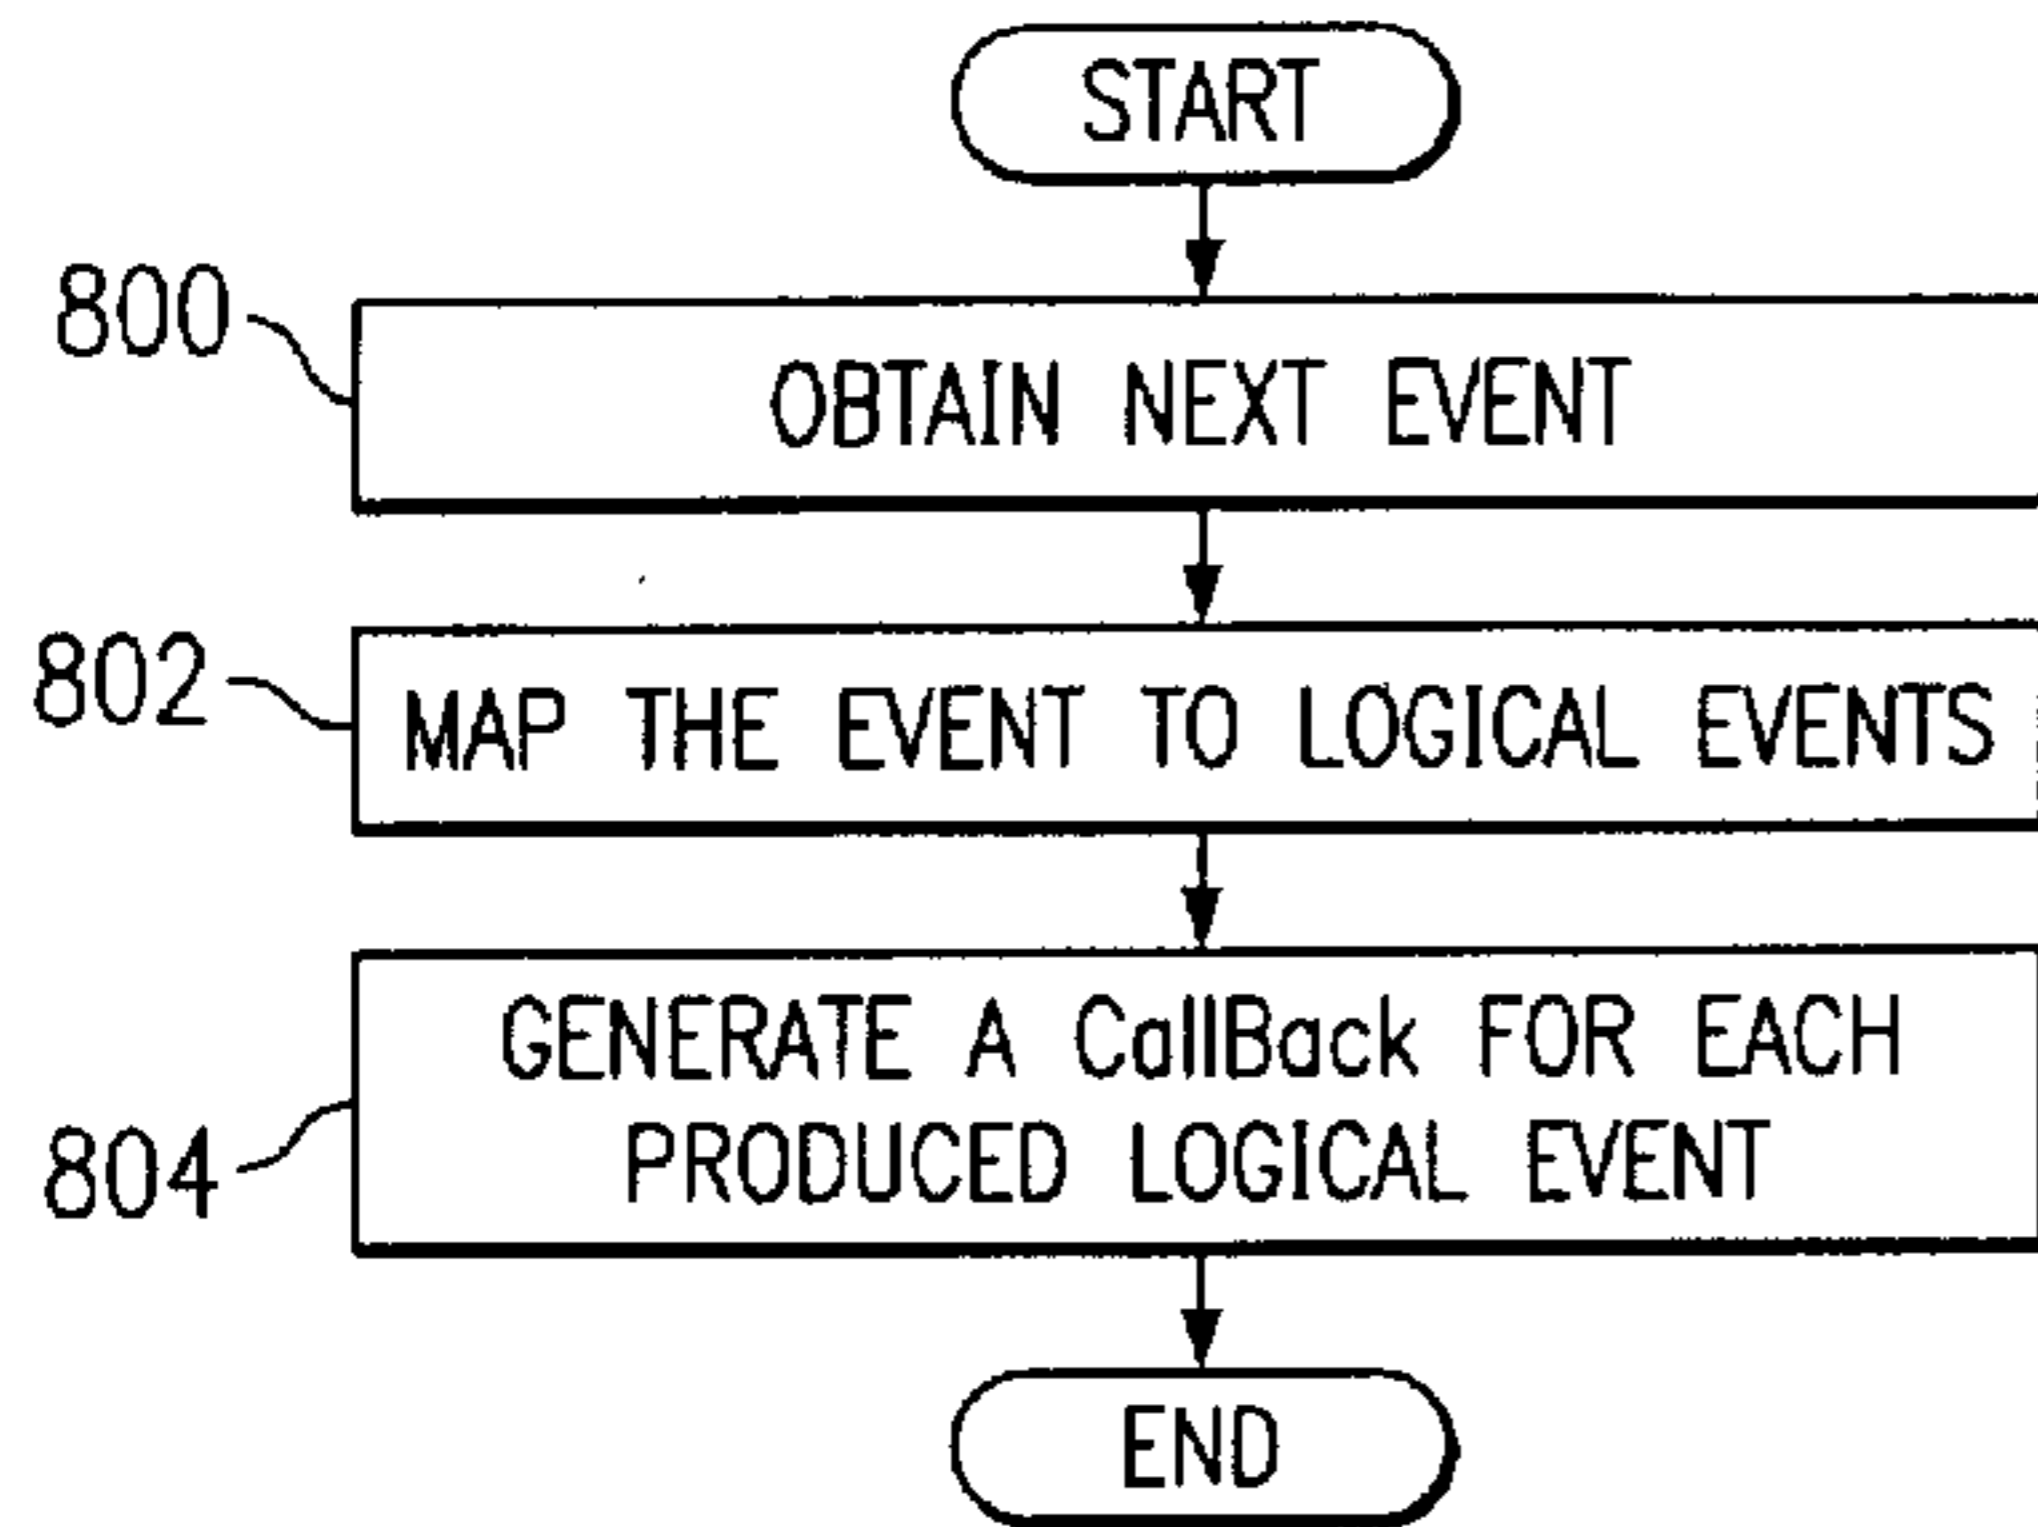 START
800
OBTAIN NEXT EVENT
802
MAP THE EVENT TO LOGICAL EVENTS
GENERATE A CallBack FOR EACH
PRODUCED LOGICAL EVENT
804
END